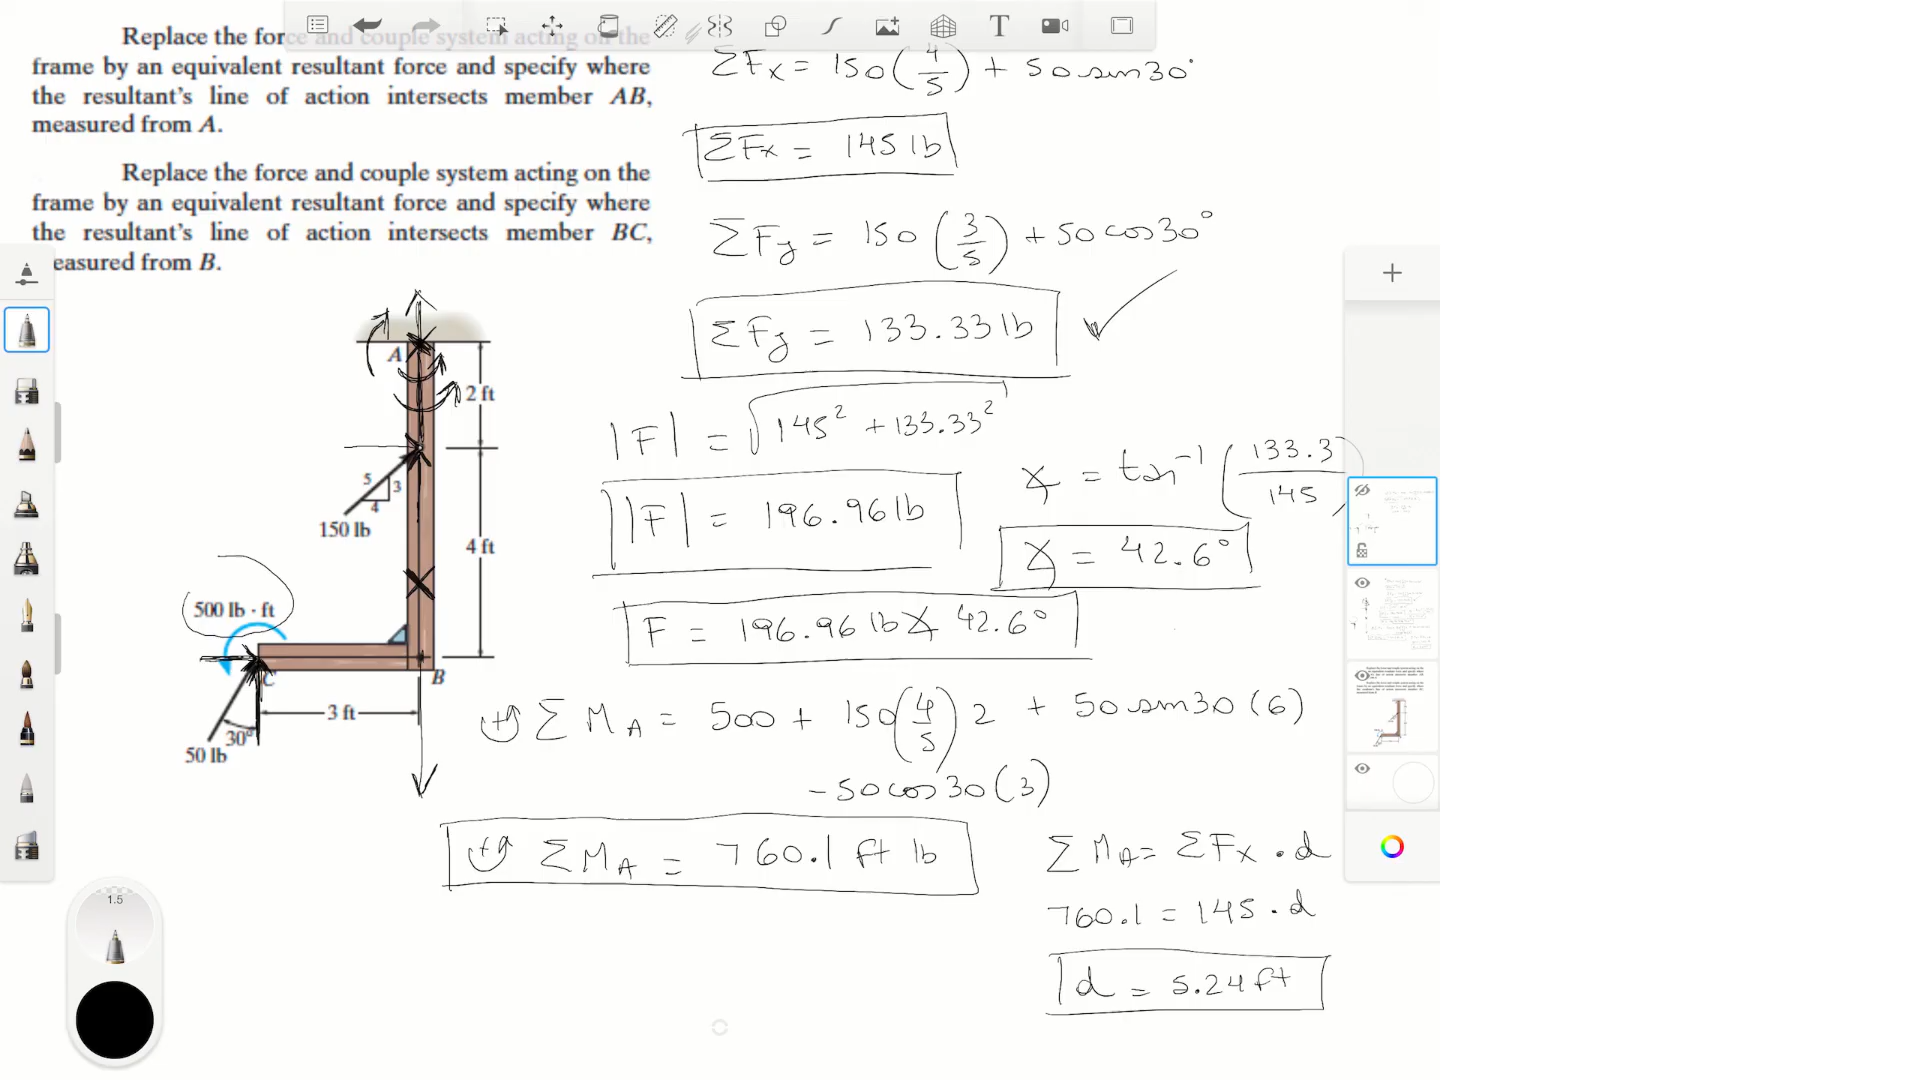 Replace the force and couple system acting on the
frame by an equivalent resultant force and specify where
the resultant's line of action intersects member AB,
measured from A.
Replace the force and couple system acting on the
frame by an equivalent resultant force and specify where
the resultant's line of action intersects member BC,
easured from B.
A
2 ft
5
3
4
150 lb
4 ft
500 lb · ft
C
B
3 ft
30°
50 lb
ΣFx = 150(4/5) + 50 sin30°
ΣFx = 145 lb
ΣFy = 150 (3/5) + 50 cos30°
ΣFy = 133.33 lb
|F| = √145² + 133.33²
|F| = 196.96 lb
∡ = tan⁻¹ (133.3/145)
∡ = 42.6°
F = 196.96 lb ∡ 42.6°
+ Σ MA = 500 + 150(4/5) 2 + 50 sin30 (6)
- 50 cos30 (3)
+ Σ MA = 760.1 ft lb
Σ MA = ΣFx · d
760.1 = 145 · d
d = 5.24 ft
1.5
T